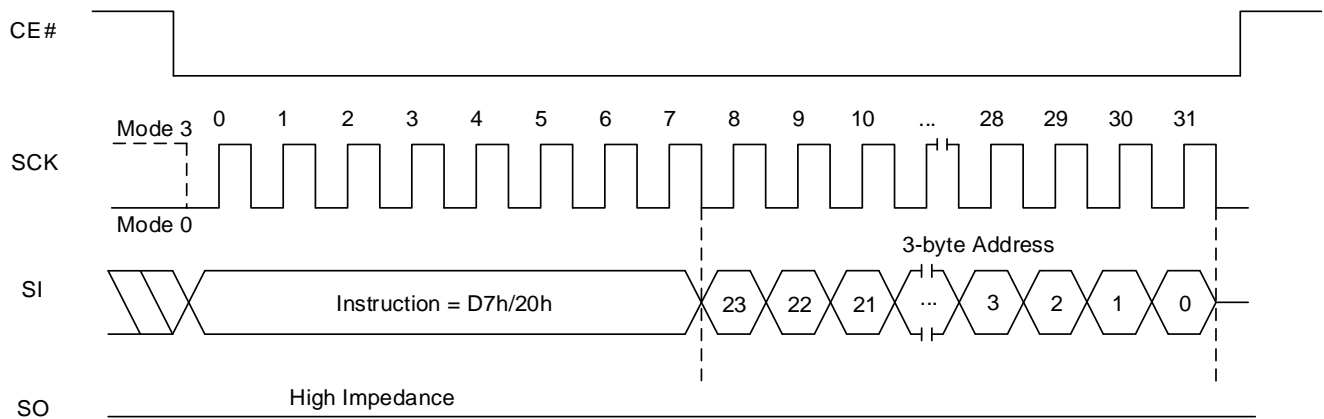 CE#
0 1 2 3 4 5 6 7 8 9 10 ... 28 29 30 31
Mode 3
SCK
Mode 0
3-byte Address
SI
Instruction = D7h/20h 23 22 21 ... 3 2 1 0
High Impedance
SO